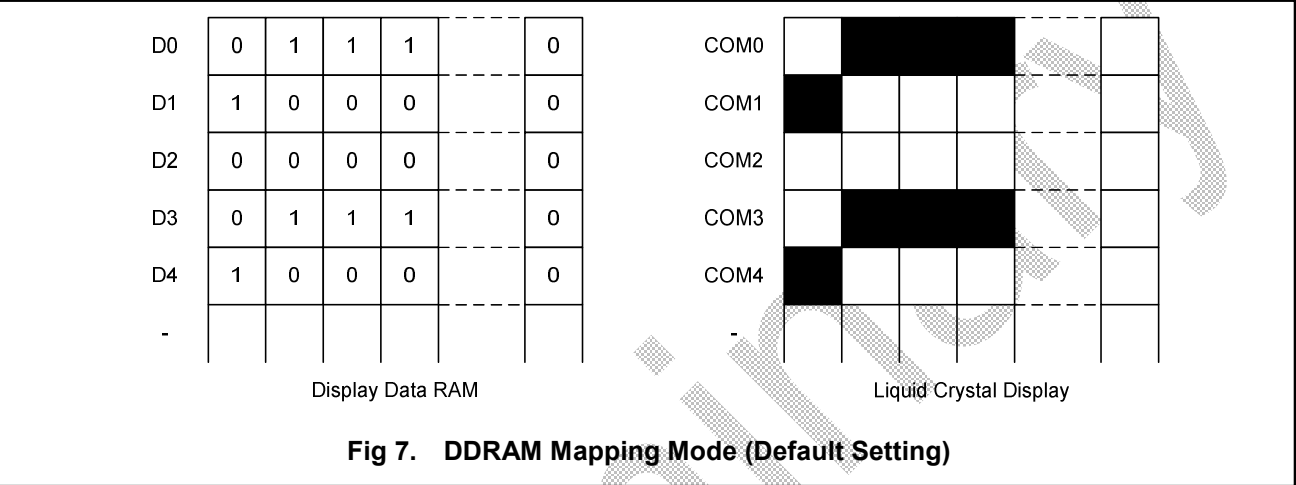 D0 0 1 1 1 0 COM0
D1 1 0 0 0 0 COM1
D2 0 0 0 0 0 COM2
D3 0 1 1 1 0 COM3
D4 1 0 0 0 0 COM4
- -
Display Data RAM Liquid Crystal Display
Fig 7. DDRAM Mapping Mode (Default Setting)